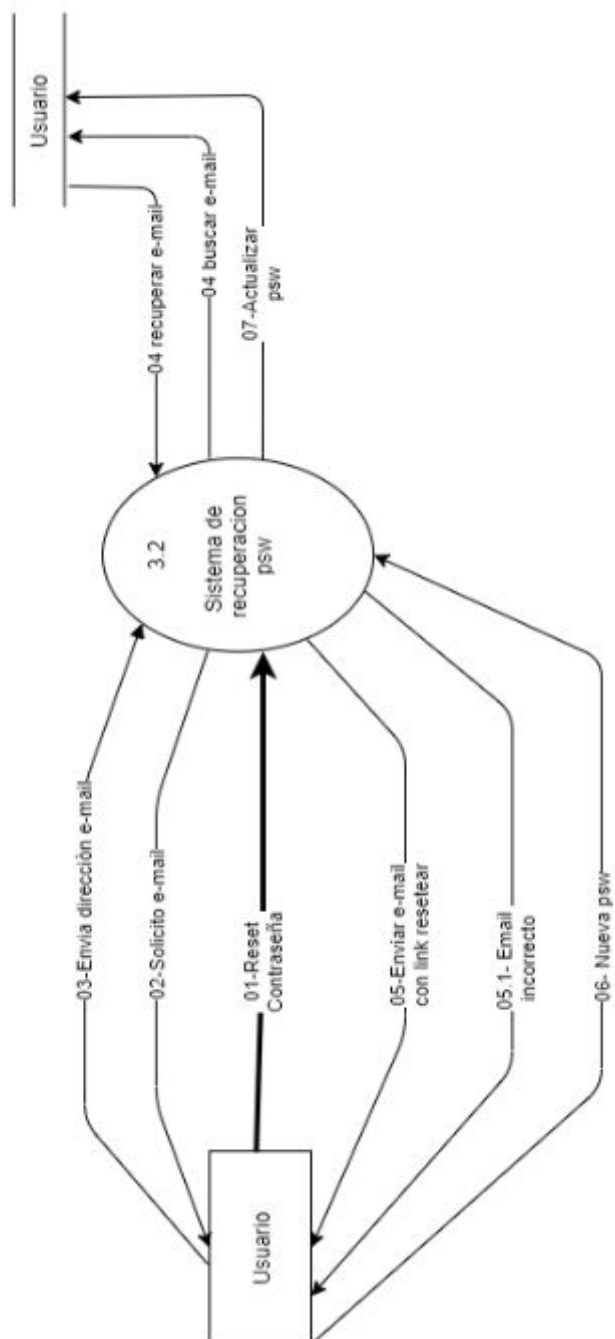 Usuario
04 recuperar e-mail
04 buscar e-mail
07-Actualizar
psw
3.2
Sistema de
recuperacion
psw
03-Envia dirección e-mail
02-Solicito e-mail
01-Reset
Contraseña
05-Enviar e-mail
con link resetear
05.1- Email
incorrecto
06- Nueva psw
Usuario